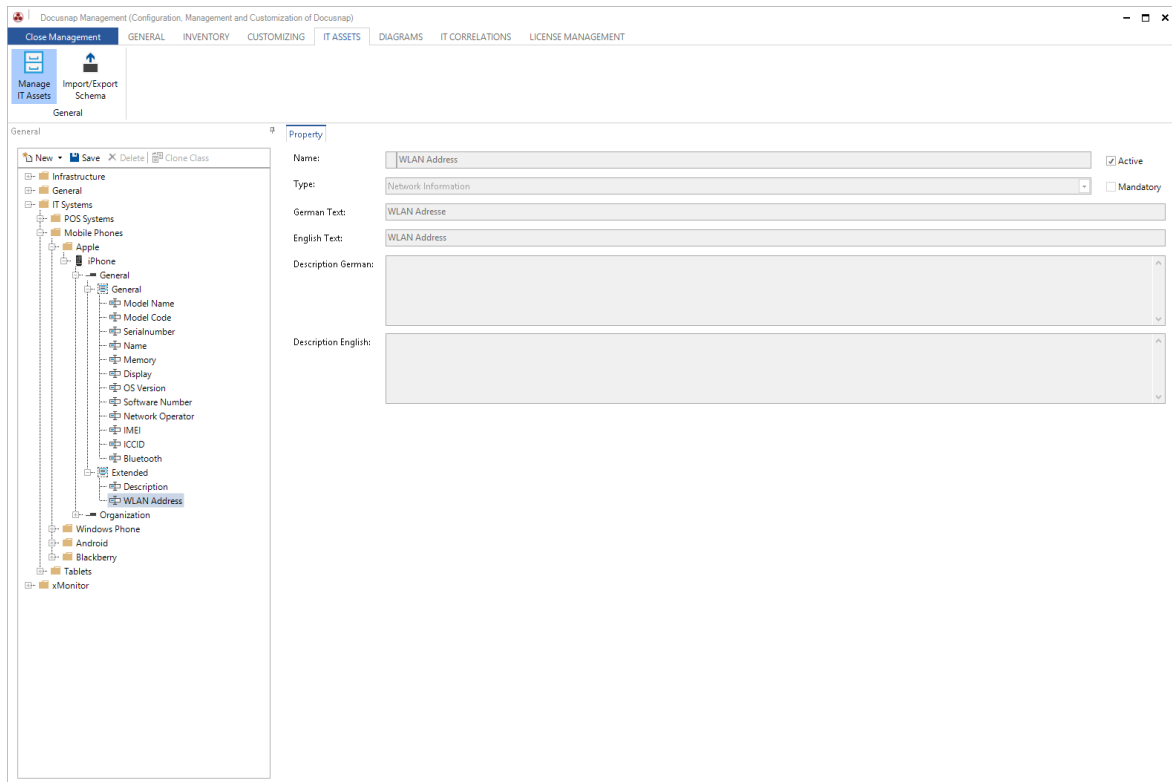 Docusnap Management (Configuration, Management and Customization of Docusnap)
Close Management GENERAL INVENTORY CUSTOMIZING IT ASSETS DIAGRAMS IT CORRELATIONS LICENSE MANAGEMENT
Manage
IT Assets
Import/Export
Schema
General
General
New Save Delete Clone Class
Infrastructure
General
IT Systems
POS Systems
Mobile Phones
Apple
iPhone
General
General
Model Name
Model Code
Serialnumber
Name
Memory
Display
OS Version
Software Number
Network Operator
IMEI
ICCID
Bluetooth
Extended
Description
WLAN Address
Organization
Windows Phone
Android
Blackberry
Tablets
xMonitor
Property
Name: WLAN Address Active
Type: Network Information Mandatory
German Text: WLAN Adresse
English Text: WLAN Address
Description German:
Description English: